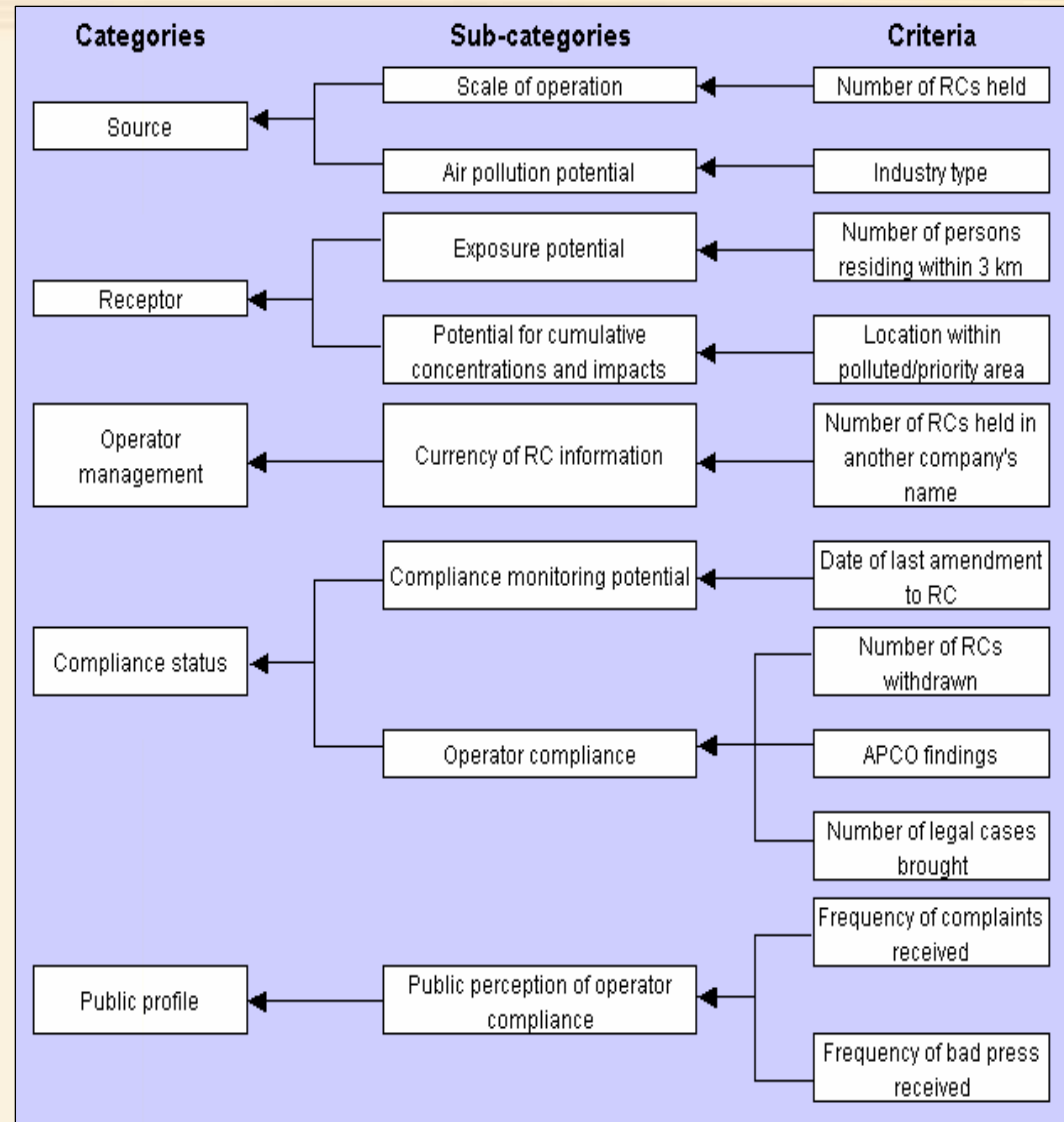 Categories
Sub-categories
Criteria
Source
Scale of operation
Number of RCs held
Air pollution potential
Industry type
Receptor
Exposure potential
Number of persons
residing within 3 km
Potential for cumulative
concentrations and impacts
Location within
polluted/priority area
Operator
management
Currency of RC information
Number of RCs held in
another company's
name
Compliance status
Compliance monitoring potential
Date of last amendment
to RC
Operator compliance
Number of RCs
withdrawn
APCO findings
Number of legal cases
brought
Public profile
Public perception of operator
compliance
Frequency of complaints
received
Frequency of bad press
received